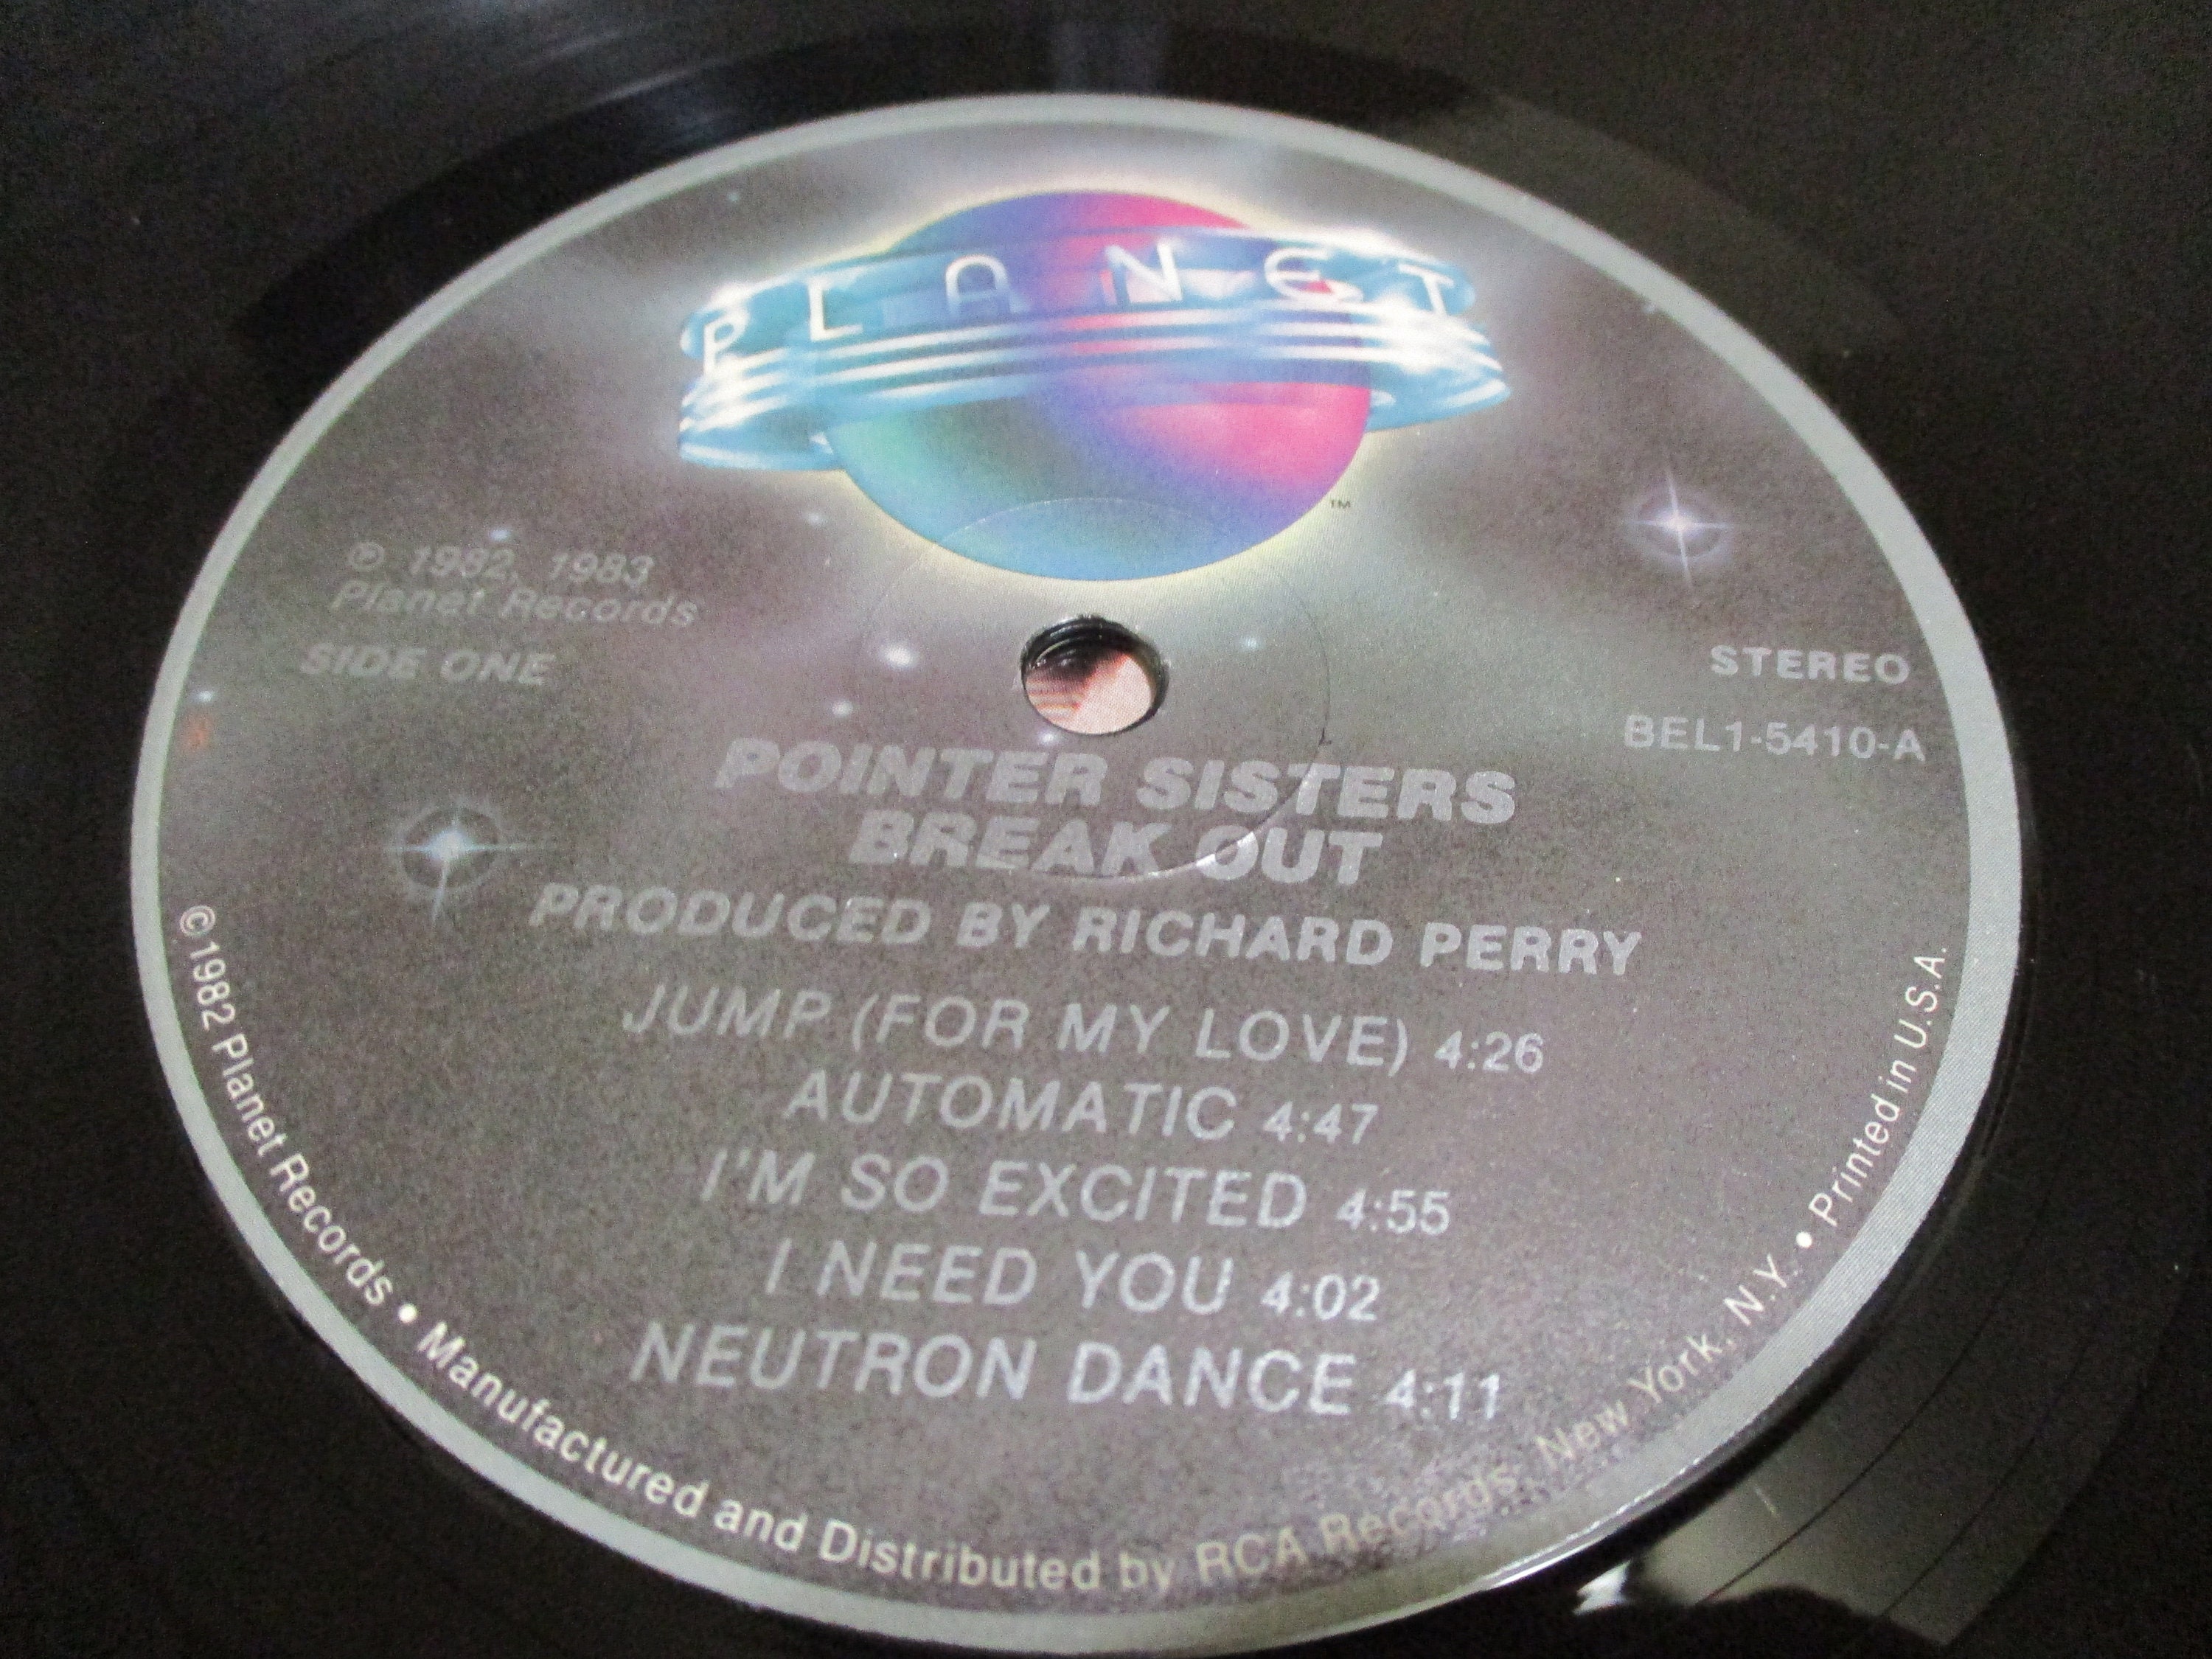 PLANET
™
℗ 1982, 1983
Planet Records
SIDE ONE
STEREO
BEL1-5410-A
POINTER SISTERS
BREAK OUT
PRODUCED BY RICHARD PERRY
JUMP (FOR MY LOVE) 4:26
AUTOMATIC 4:47
I'M SO EXCITED 4:55
I NEED YOU 4:02
NEUTRON DANCE 4:11
©1982 Planet Records • Manufactured and Distributed by RCA Records, New York, N.Y. • Printed in U.S.A.